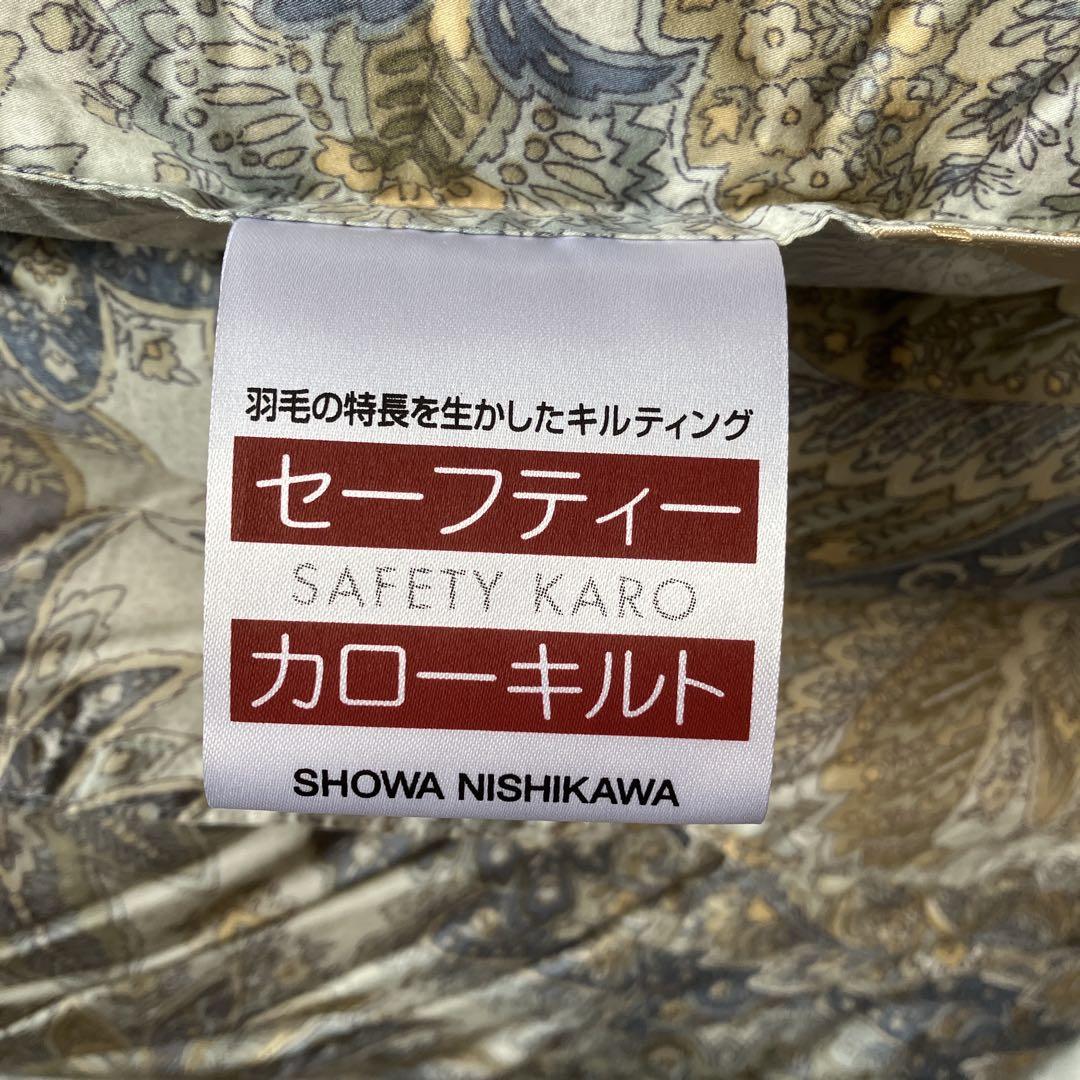 羽毛の特長を生かしたキルティング
セーフティー
SAFETY KARO
カローキルト
SHOWA NISHIKAWA